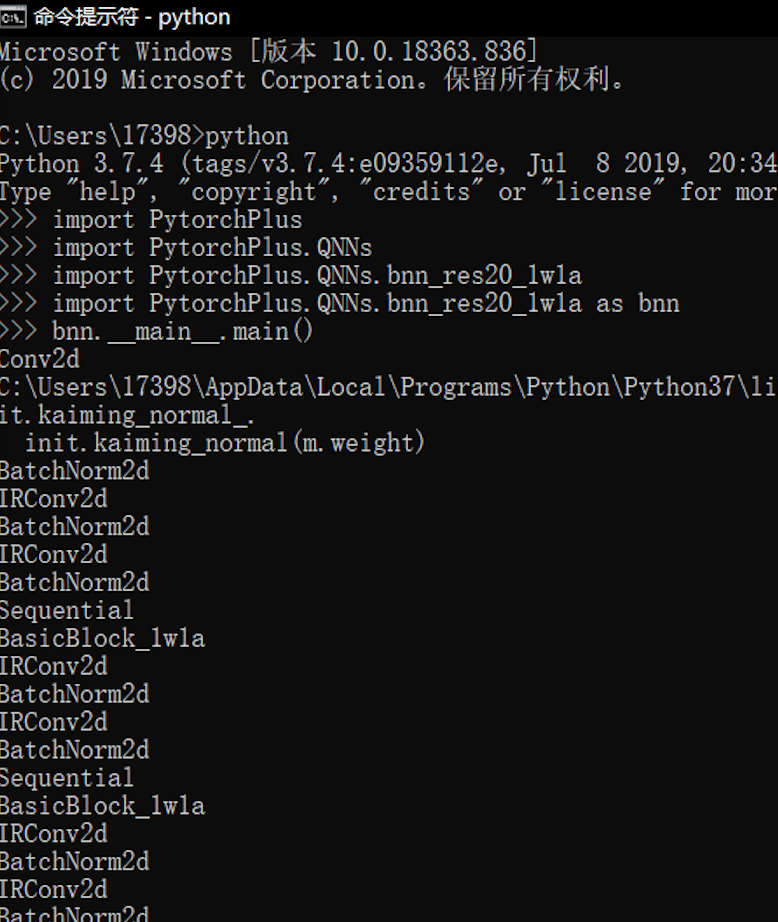 命令提示符 - python
Microsoft Windows [版本 10.0.18363.836]
(c) 2019 Microsoft Corporation。保留所有权利。
C:\Users\17398>python
Python 3.7.4 (tags/v3.7.4:e09359112e, Jul  8 2019, 20:34
Type "help", "copyright", "credits" or "license" for mor
>>> import PytorchPlus
>>> import PytorchPlus.QNNs
>>> import PytorchPlus.QNNs.bnn_res20_1w1a
>>> import PytorchPlus.QNNs.bnn_res20_1w1a as bnn
>>> bnn.__main__.main()
Conv2d
C:\Users\17398\AppData\Local\Programs\Python\Python37\li
it.kaiming_normal_.
  init.kaiming_normal(m.weight)
BatchNorm2d
IRConv2d
BatchNorm2d
IRConv2d
BatchNorm2d
Sequential
BasicBlock_1w1a
IRConv2d
BatchNorm2d
IRConv2d
BatchNorm2d
Sequential
BasicBlock_1w1a
IRConv2d
BatchNorm2d
IRConv2d
BatchNorm2d